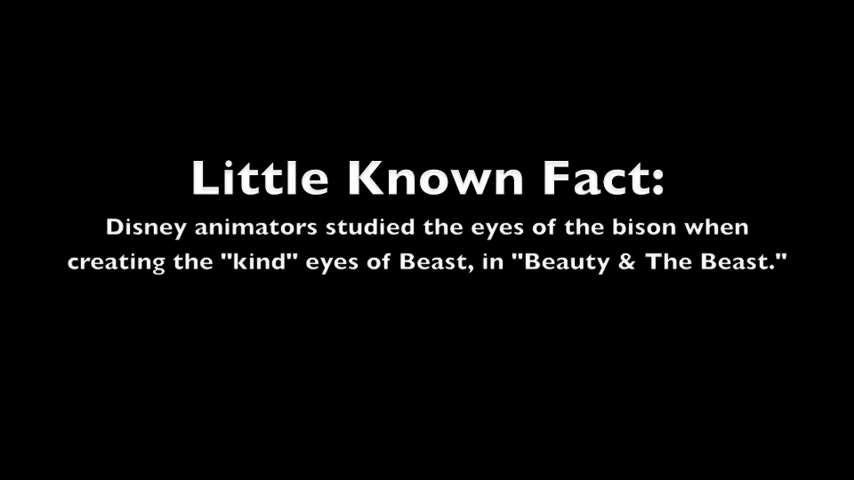 Little Known Fact:
Disney animators studied the eyes of the bison when
creating the "kind" eyes of Beast, in "Beauty & The Beast."